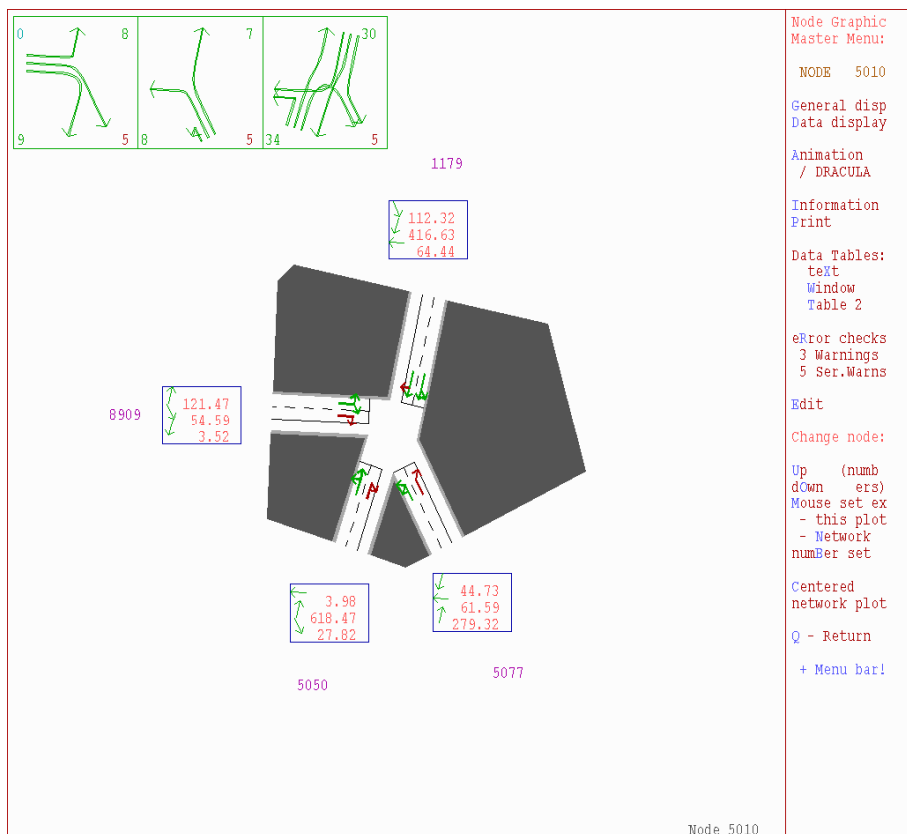 0 8 7 30
9 5 8 5 34 5
1179
112.32
416.63
64.44
8909
121.47
54.59
3.52
3.98
618.47
27.82
44.73
61.59
279.32
5050
5077
Node 5010
Node Graphic
Master Menu:
NODE 5010
General disp
Data display
Animation
/ DRACULA
Information
Print
Data Tables:
teXt
Window
Table 2
eRror checks
3 Warnings
5 Ser.Warns
Edit
Change node:
Up (numb
dOwn ers)
Mouse set ex
- this plot
- Network
numBer set
Centered
network plot
Q - Return
+ Menu bar!